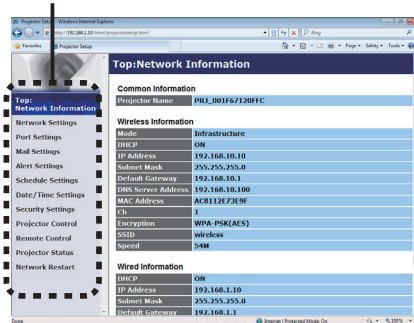 Projector Setup - Windows Internet Explorer
http://192.168.1.10/html/projectorsetup.html
Bing
Favorites Projector Setup
Page Safety Tools
Top:
Network Information
Network Settings
Port Settings
Mail Settings
Alert Settings
Schedule Settings
Date/Time Settings
Security Settings
Projector Control
Remote Control
Projector Status
Network Restart
Top:Network Information
Common Information
Projector Name PRJ_001F67120FFC
Wireless Information
Mode Infrastructure
DHCP ON
IP Address 192.168.10.10
Subnet Mask 255.255.255.0
Default Gateway 192.168.10.1
DNS Server Address 192.168.10.100
MAC Address AC8112E73E9F
Ch 1
Encryption WPA-PSK(AES)
SSID wireless
Speed 54M
Wired Information
DHCP ON
IP Address 192.168.1.10
Subnet Mask 255.255.255.0
Default Gateway 192.168.1.1
Done Internet | Protected Mode: On 100%